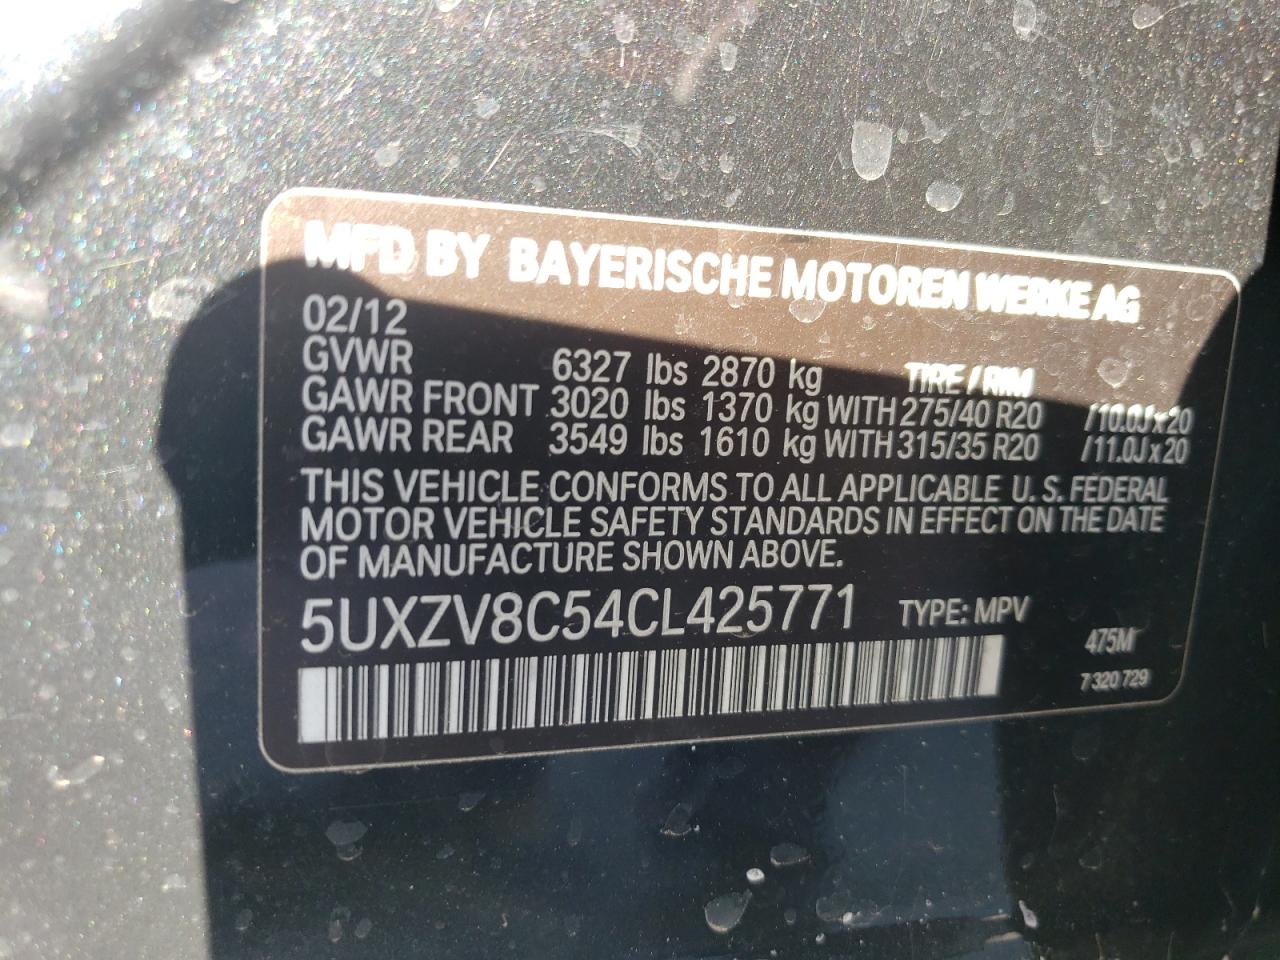 MFD BY BAYERISCHE MOTOREN WERKE AG
02/12
GVWR 6327 lbs 2870 kg TIRE / RIM
GAWR FRONT 3020 lbs 1370 kg WITH 275/40 R20 /10.0J x 20
GAWR REAR 3549 lbs 1610 kg WITH 315/35 R20 /11.0J x 20
THIS VEHICLE CONFORMS TO ALL APPLICABLE U.S. FEDERAL
MOTOR VEHICLE SAFETY STANDARDS IN EFFECT ON THE DATE
OF MANUFACTURE SHOWN ABOVE.
5UXZV8C54CL425771 TYPE: MPV
475M
7 320 729